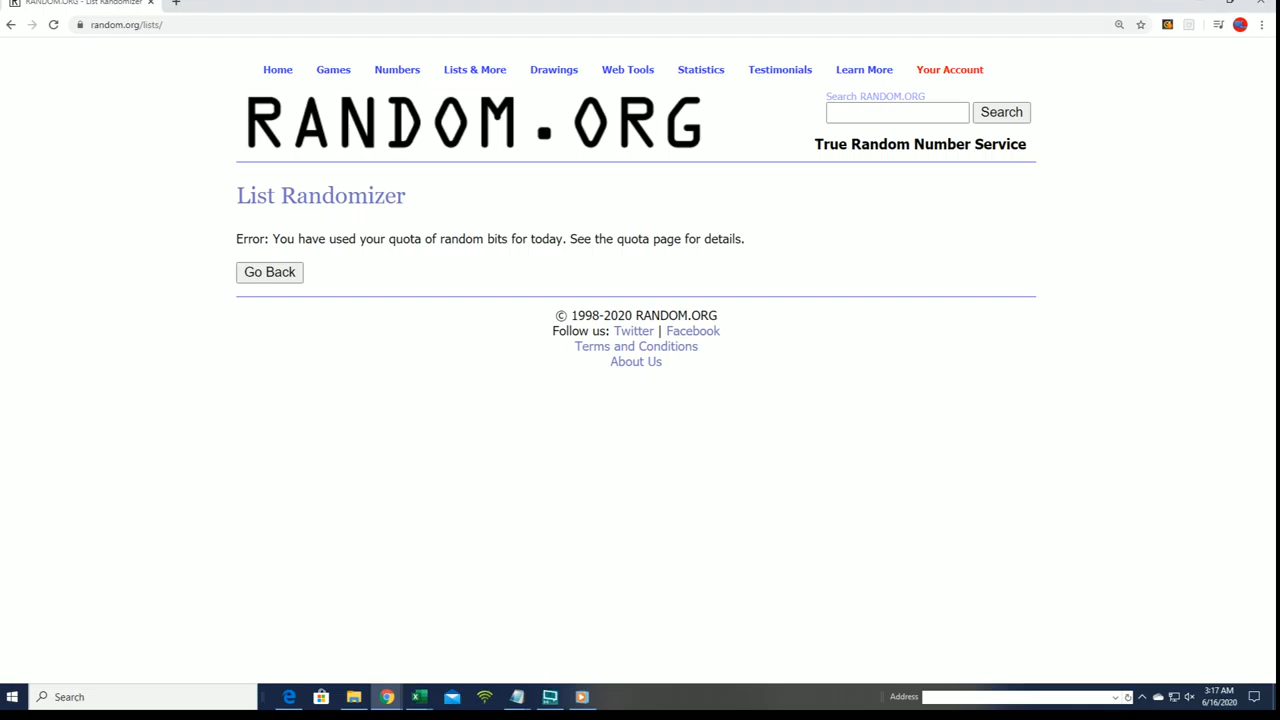 RANDOM.ORG - List Randomizer
random.org/lists/
Home Games Numbers Lists & More Drawings Web Tools Statistics Testimonials Learn More Your Account
RANDOM.ORG
Search RANDOM.ORG
Search
True Random Number Service
List Randomizer
Error: You have used your quota of random bits for today. See the quota page for details.
Go Back
© 1998-2020 RANDOM.ORG
Follow us: Twitter | Facebook
Terms and Conditions
About Us
Search
Address
3:17 AM
6/16/2020